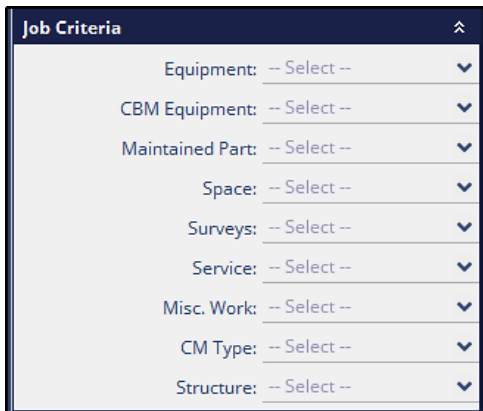 Job Criteria
Equipment: -- Select --
CBM Equipment: -- Select --
Maintained Part: -- Select --
Space: -- Select --
Surveys: -- Select --
Service: -- Select --
Misc. Work: -- Select --
CM Type: -- Select --
Structure: -- Select --